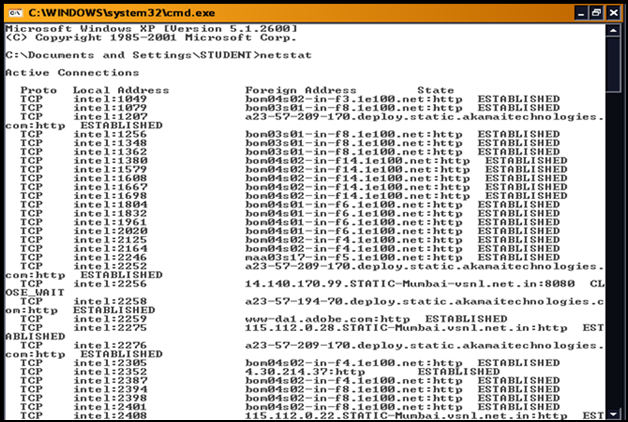 C:\WINDOWS\system32\cmd.exe
Microsoft Windows XP [Version 5.1.2600]
(C) Copyright 1985-2001 Microsoft Corp.
C:\Documents and Settings\STUDENT>netstat
Active Connections
Proto  Local Address          Foreign Address        State
TCP    intel:1049             bom04s02-in-f3.1e100.net:http  ESTABLISHED
TCP    intel:1079             bom03s01-in-f8.1e100.net:http  ESTABLISHED
TCP    intel:1207             a23-57-209-170.deploy.static.akamaitechnologies.
com:http  ESTABLISHED
TCP    intel:1256             bom03s01-in-f8.1e100.net:http  ESTABLISHED
TCP    intel:1348             bom03s01-in-f8.1e100.net:http  ESTABLISHED
TCP    intel:1362             bom03s01-in-f8.1e100.net:http  ESTABLISHED
TCP    intel:1380             bom04s02-in-f14.1e100.net:http  ESTABLISHED
TCP    intel:1579             bom04s02-in-f14.1e100.net:http  ESTABLISHED
TCP    intel:1608             bom04s02-in-f14.1e100.net:http  ESTABLISHED
TCP    intel:1667             bom04s02-in-f14.1e100.net:http  ESTABLISHED
TCP    intel:1698             bom04s02-in-f14.1e100.net:http  ESTABLISHED
TCP    intel:1804             bom04s01-in-f6.1e100.net:http  ESTABLISHED
TCP    intel:1832             bom04s01-in-f6.1e100.net:http  ESTABLISHED
TCP    intel:1961             bom04s01-in-f6.1e100.net:http  ESTABLISHED
TCP    intel:2020             bom04s01-in-f6.1e100.net:http  ESTABLISHED
TCP    intel:2125             bom04s02-in-f4.1e100.net:http  ESTABLISHED
TCP    intel:2164             bom04s02-in-f4.1e100.net:http  ESTABLISHED
TCP    intel:2246             maa03s17-in-f5.1e100.net:http  ESTABLISHED
TCP    intel:2252             a23-57-209-170.deploy.static.akamaitechnologies.
com:http  ESTABLISHED
TCP    intel:2256             14.140.170.99.STATIC-Mumbai-vsnl.net.in:8080  CL
OSE_WAIT
TCP    intel:2258             a23-57-194-70.deploy.static.akamaitechnologies.c
om:http  ESTABLISHED
TCP    intel:2259             www-da1.adobe.com:http  ESTABLISHED
TCP    intel:2275             115.112.0.28.STATIC-Mumbai.vsnl.net.in:http  EST
ABLISHED
TCP    intel:2276             a23-57-209-170.deploy.static.akamaitechnologies.
com:http  ESTABLISHED
TCP    intel:2305             bom04s02-in-f4.1e100.net:http  ESTABLISHED
TCP    intel:2352             4.30.214.37:http       ESTABLISHED
TCP    intel:2387             bom04s02-in-f4.1e100.net:http  ESTABLISHED
TCP    intel:2394             bom04s02-in-f8.1e100.net:http  ESTABLISHED
TCP    intel:2398             bom04s02-in-f8.1e100.net:http  ESTABLISHED
TCP    intel:2401             bom04s02-in-f8.1e100.net:http  ESTABLISHED
TCP    intel:2408             115.112.0.22.STATIC-Mumbai.vsnl.net.in:http  EST